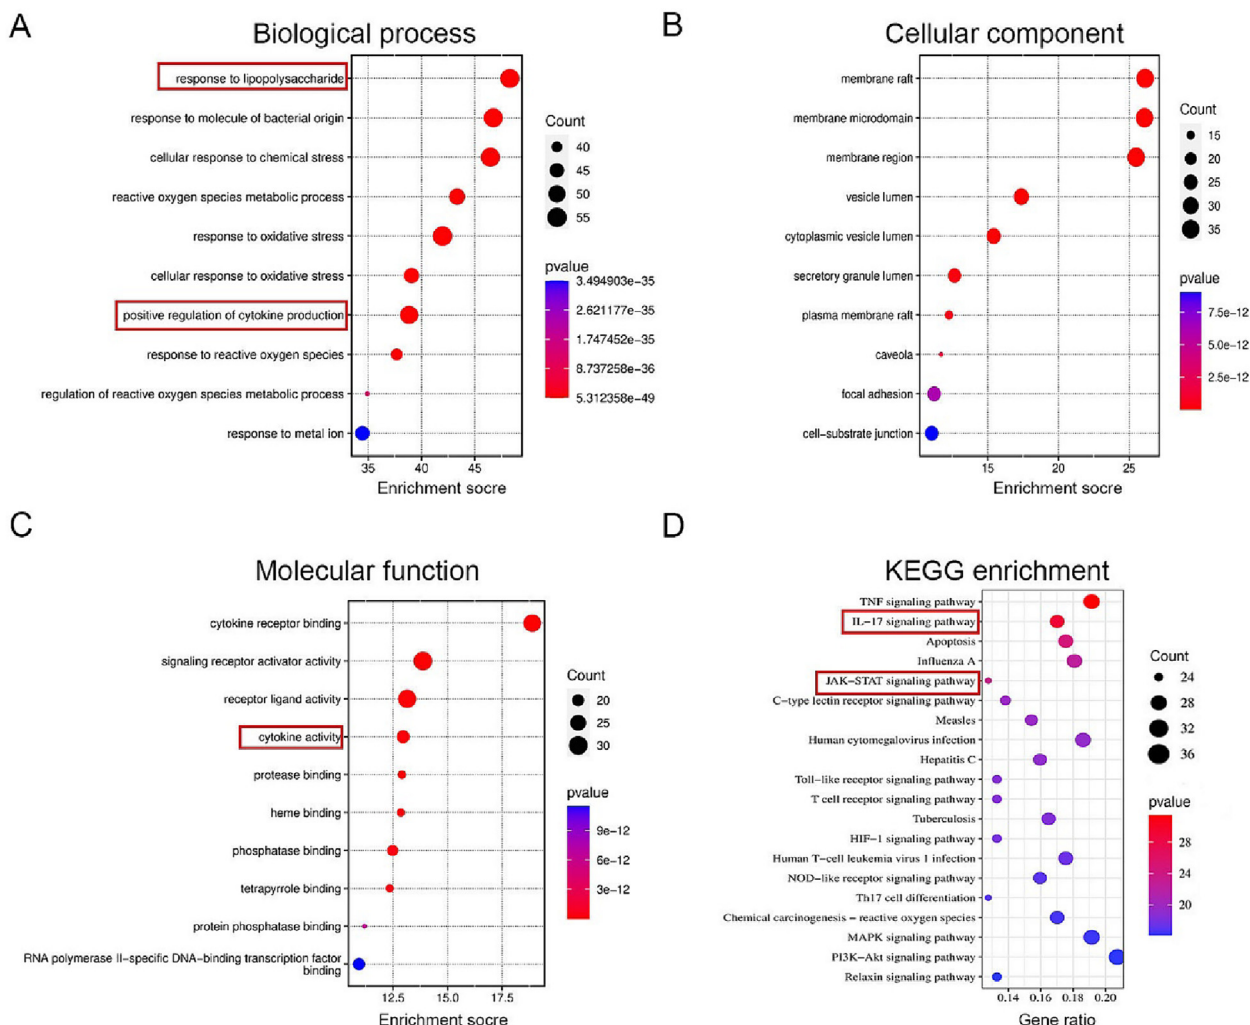 A
Biological process
response to lipopolysaccharide
response to molecule of bacterial origin
cellular response to chemical stress
reactive oxygen species metabolic process
response to oxidative stress
cellular response to oxidative stress
positive regulation of cytokine production
response to reactive oxygen species
regulation of reactive oxygen species metabolic process
response to metal ion
35 40 45
Enrichment socre
Count
40
45
50
55
pvalue
3.494903e-35
2.621177e-35
1.747452e-35
8.737258e-36
5.312358e-49
B
Cellular component
membrane raft
membrane microdomain
membrane region
vesicle lumen
cytoplasmic vesicle lumen
secretory granule lumen
plasma membrane raft
caveola
focal adhesion
cell-substrate junction
15 20 25
Enrichment socre
Count
15
20
25
30
35
pvalue
7.5e-12
5.0e-12
2.5e-12
C
Molecular function
cytokine receptor binding
signaling receptor activator activity
receptor ligand activity
cytokine activity
protease binding
heme binding
phosphatase binding
tetrapyrrole binding
protein phosphatase binding
RNA polymerase II-specific DNA-binding transcription factor
binding
12.5 15.0 17.5
Enrichment socre
Count
20
25
30
pvalue
9e-12
6e-12
3e-12
D
KEGG enrichment
TNF signaling pathway
IL-17 signaling pathway
Apoptosis
Influenza A
JAK-STAT signaling pathway
C-type lectin receptor signaling pathway
Measles
Human cytomegalovirus infection
Hepatitis C
Toll-like receptor signaling pathway
T cell receptor signaling pathway
Tuberculosis
HIF-1 signaling pathway
Human T-cell leukemia virus 1 infection
NOD-like receptor signaling pathway
Th17 cell differentiation
Chemical carcinogenesis - reactive oxygen species
MAPK signaling pathway
PI3K-Akt signaling pathway
Relaxin signaling pathway
0.14 0.16 0.18 0.20
Gene ratio
Count
24
28
32
36
pvalue
28
24
20